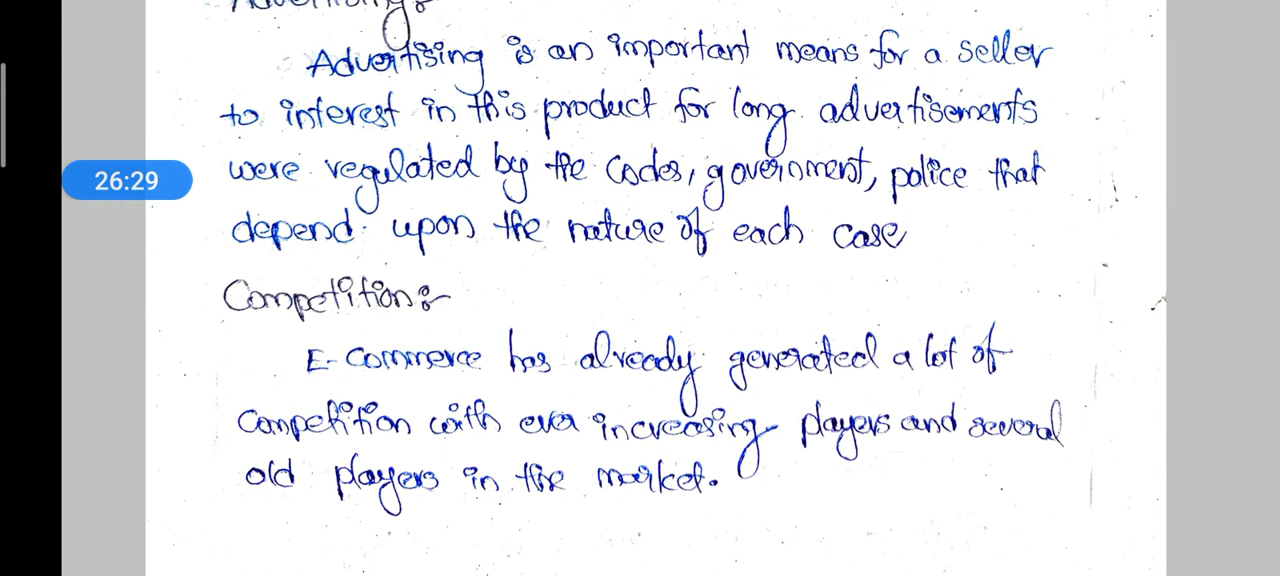 Advertising:-
Advertising is an important means for a seller
to interest in this product for long advertisements
were regulated by the codes, government, police that
26:29
depend upon the nature of each case
Competition:-
E-Commerce has already generated a lot of
Competition with ever increasing players and several
old players in the market.